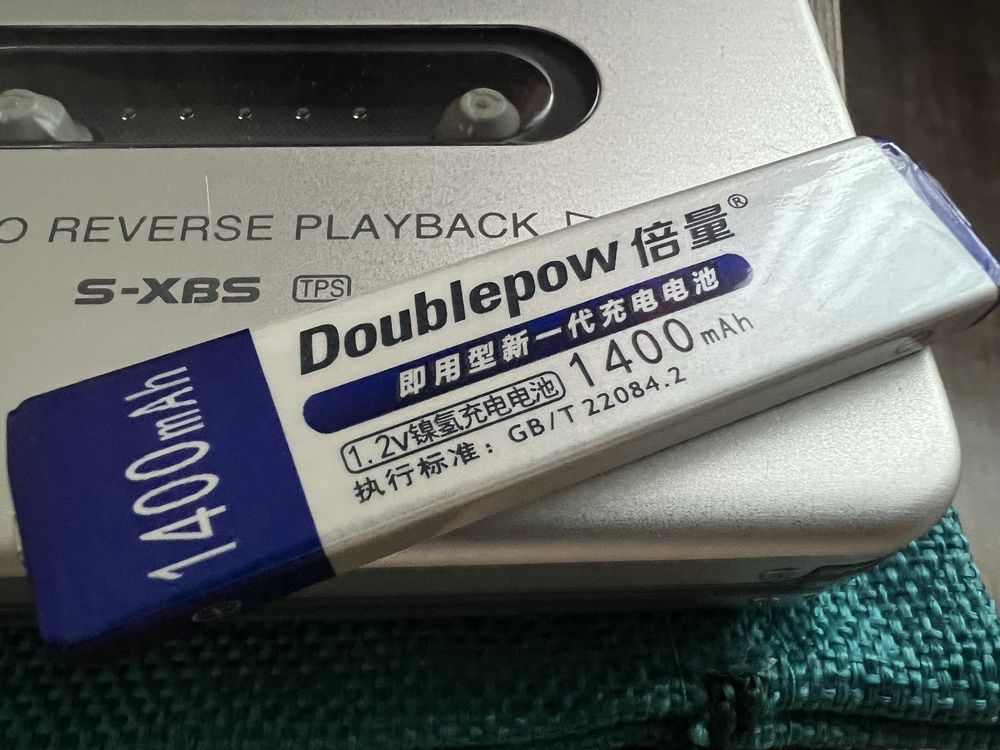 O REVERSE PLAYBACK
S-XBS TPS
Doublepow 倍量®
即用型新一代充电电池
1.2V镍氢充电电池 1400mAh
执行标准：GB/T 22084.2
1400mAh